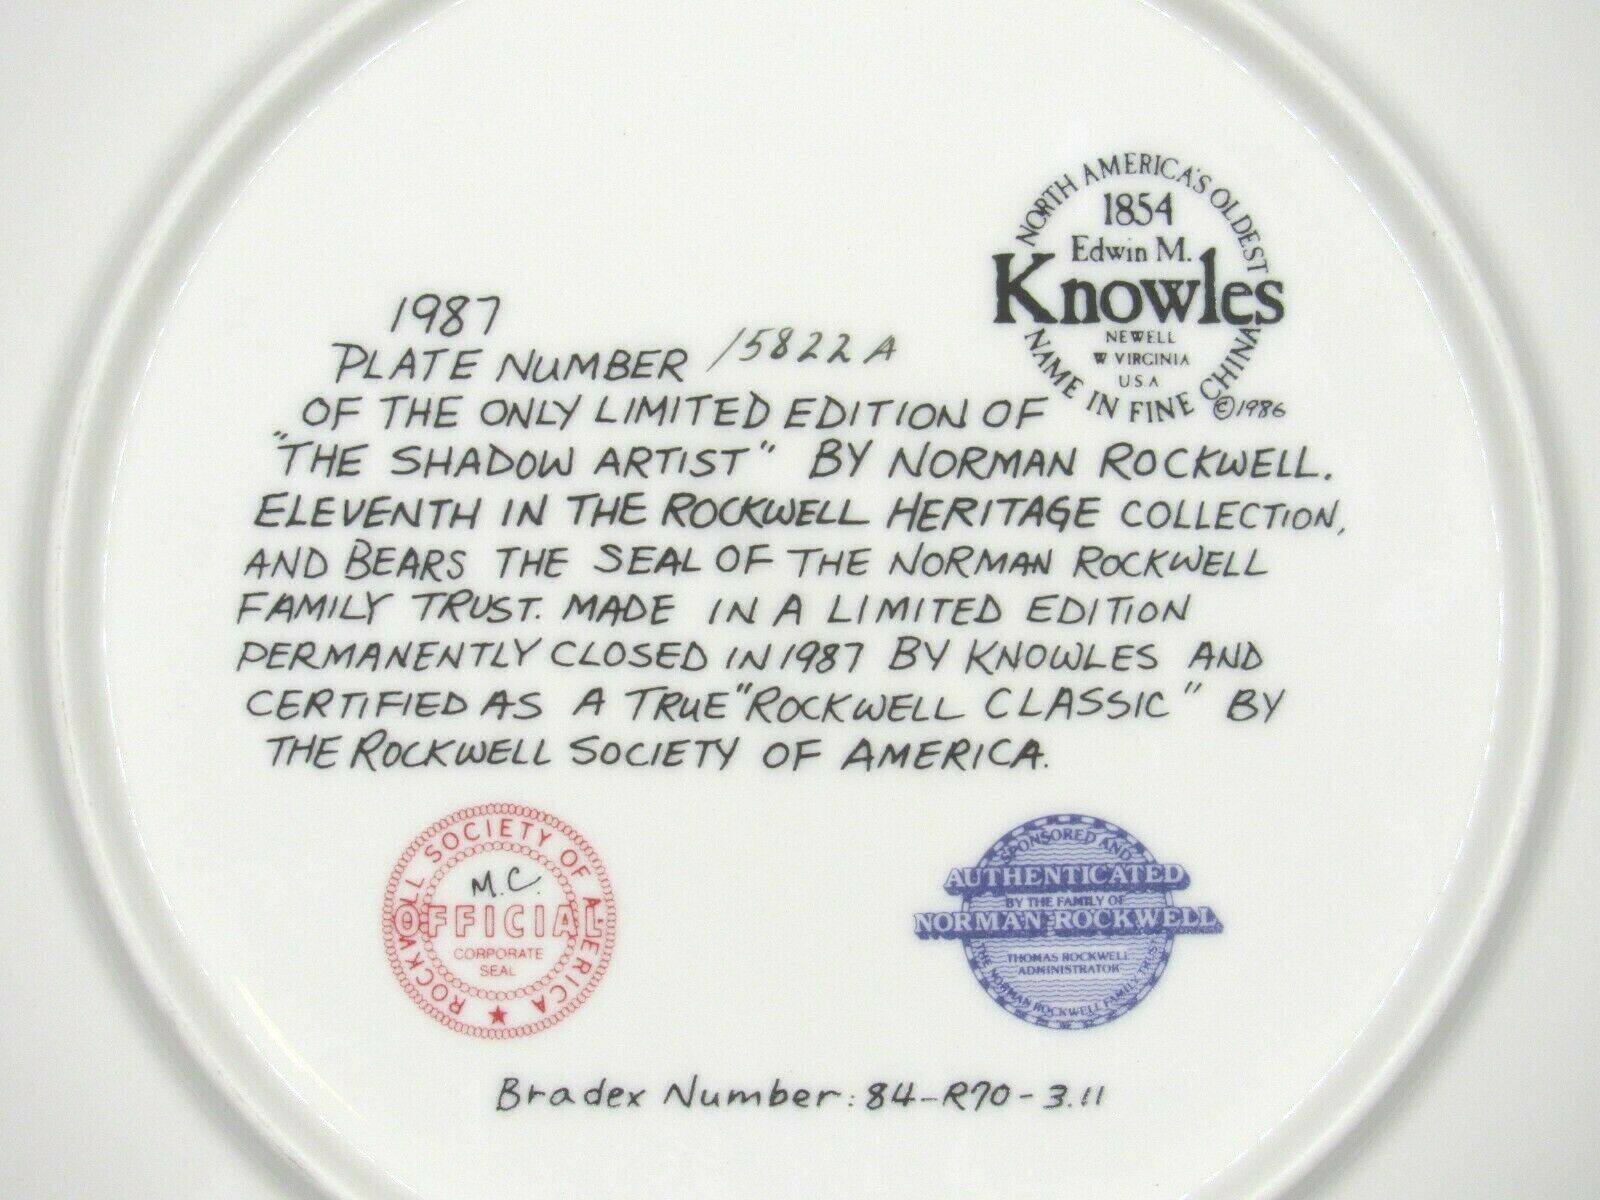 NORTH AMERICA'S OLDEST
1854
Edwin M.
Knowles
NEWELL
W VIRGINIA
U.S.A
NAME IN FINE CHINA
©1986
1987
PLATE NUMBER 15822A
OF THE ONLY LIMITED EDITION OF
"THE SHADOW ARTIST" BY NORMAN ROCKWELL.
ELEVENTH IN THE ROCKWELL HERITAGE COLLECTION,
AND BEARS THE SEAL OF THE NORMAN ROCKWELL
FAMILY TRUST. MADE IN A LIMITED EDITION
PERMANENTLY CLOSED IN 1987 BY KNOWLES AND
CERTIFIED AS A TRUE "ROCKWELL CLASSIC" BY
THE ROCKWELL SOCIETY OF AMERICA.
ROCKWELL SOCIETY OF AMERICA
M.C.
OFFICIAL
CORPORATE
SEAL
SPONSORED AND
AUTHENTICATED
BY THE FAMILY OF
NORMAN ROCKWELL
THOMAS ROCKWELL
ADMINISTRATOR
THE NORMAN ROCKWELL FAMILY TRUST
Bradex Number: 84-R70-3.11